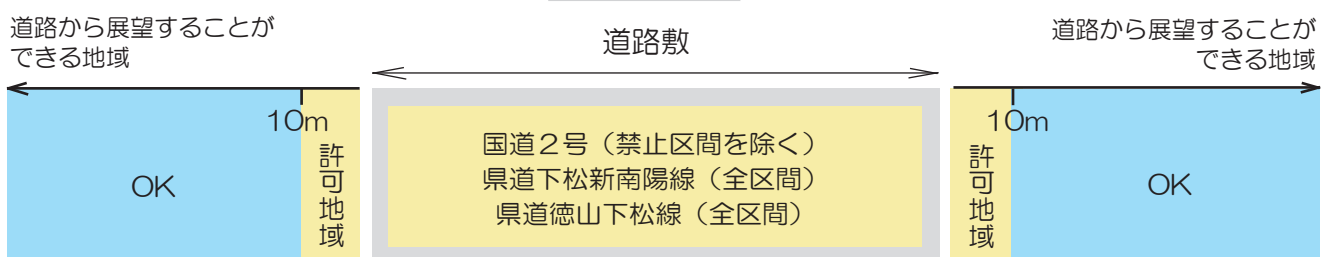 道路から展望することが
できる地域
道路敷
道路から展望することが
できる地域
10m
許可地域
OK
国道2号（禁止区間を除く）
県道下松新南陽線（全区間）
県道徳山下松線（全区間）
10m
許可地域
OK